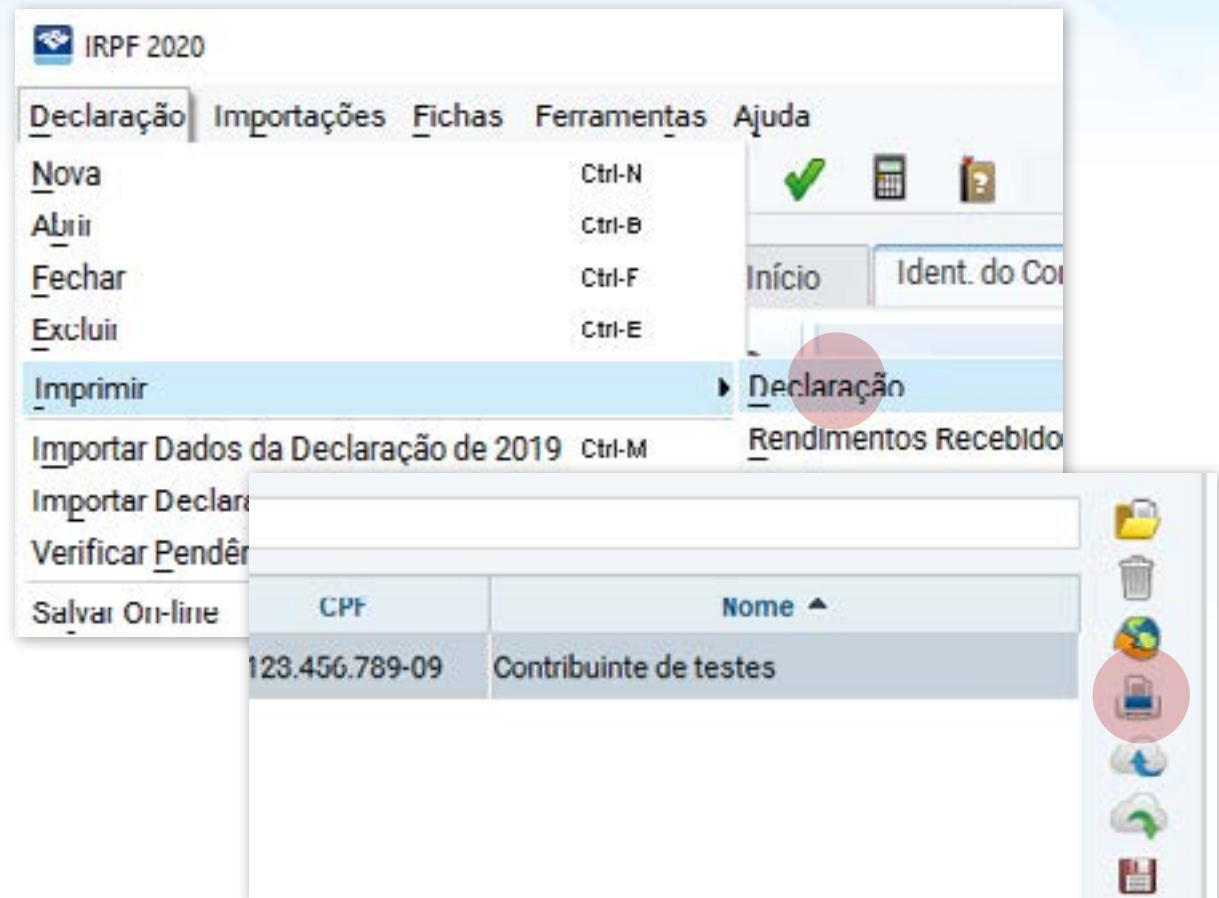 IRPF 2020
Declaração Importações Fichas Ferramentas Ajuda
Nova Ctrl-N
Abrir Ctrl-B
Fechar Ctrl-F
Excluir Ctrl-E
Início Ident. do Co
Imprimir Declaração
Importar Dados da Declaração de 2019 Ctrl-M
Rendimentos Recebido
Importar Declara
Verificar Pendên
Salvar On-line
CPF Nome
123.456.789-09 Contribuinte de testes